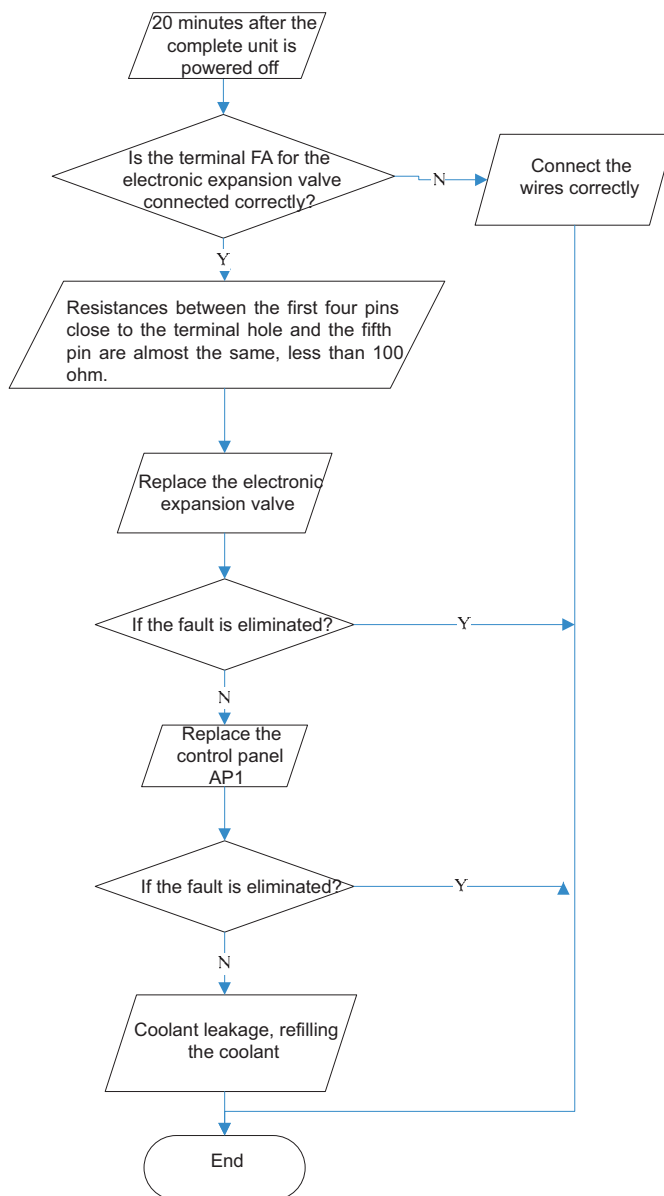 20 minutes after the
complete unit is
powered off
Is the terminal FA for the
electronic expansion valve
connected correctly?
N
Connect the
wires correctly
Y
Resistances between the first four pins
close to the terminal hole and the fifth
pin are almost the same, less than 100
ohm.
Replace the electronic
expansion valve
If the fault is eliminated?
Y
N
Replace the
control panel
AP1
If the fault is eliminated?
Y
N
Coolant leakage, refilling
the coolant
End